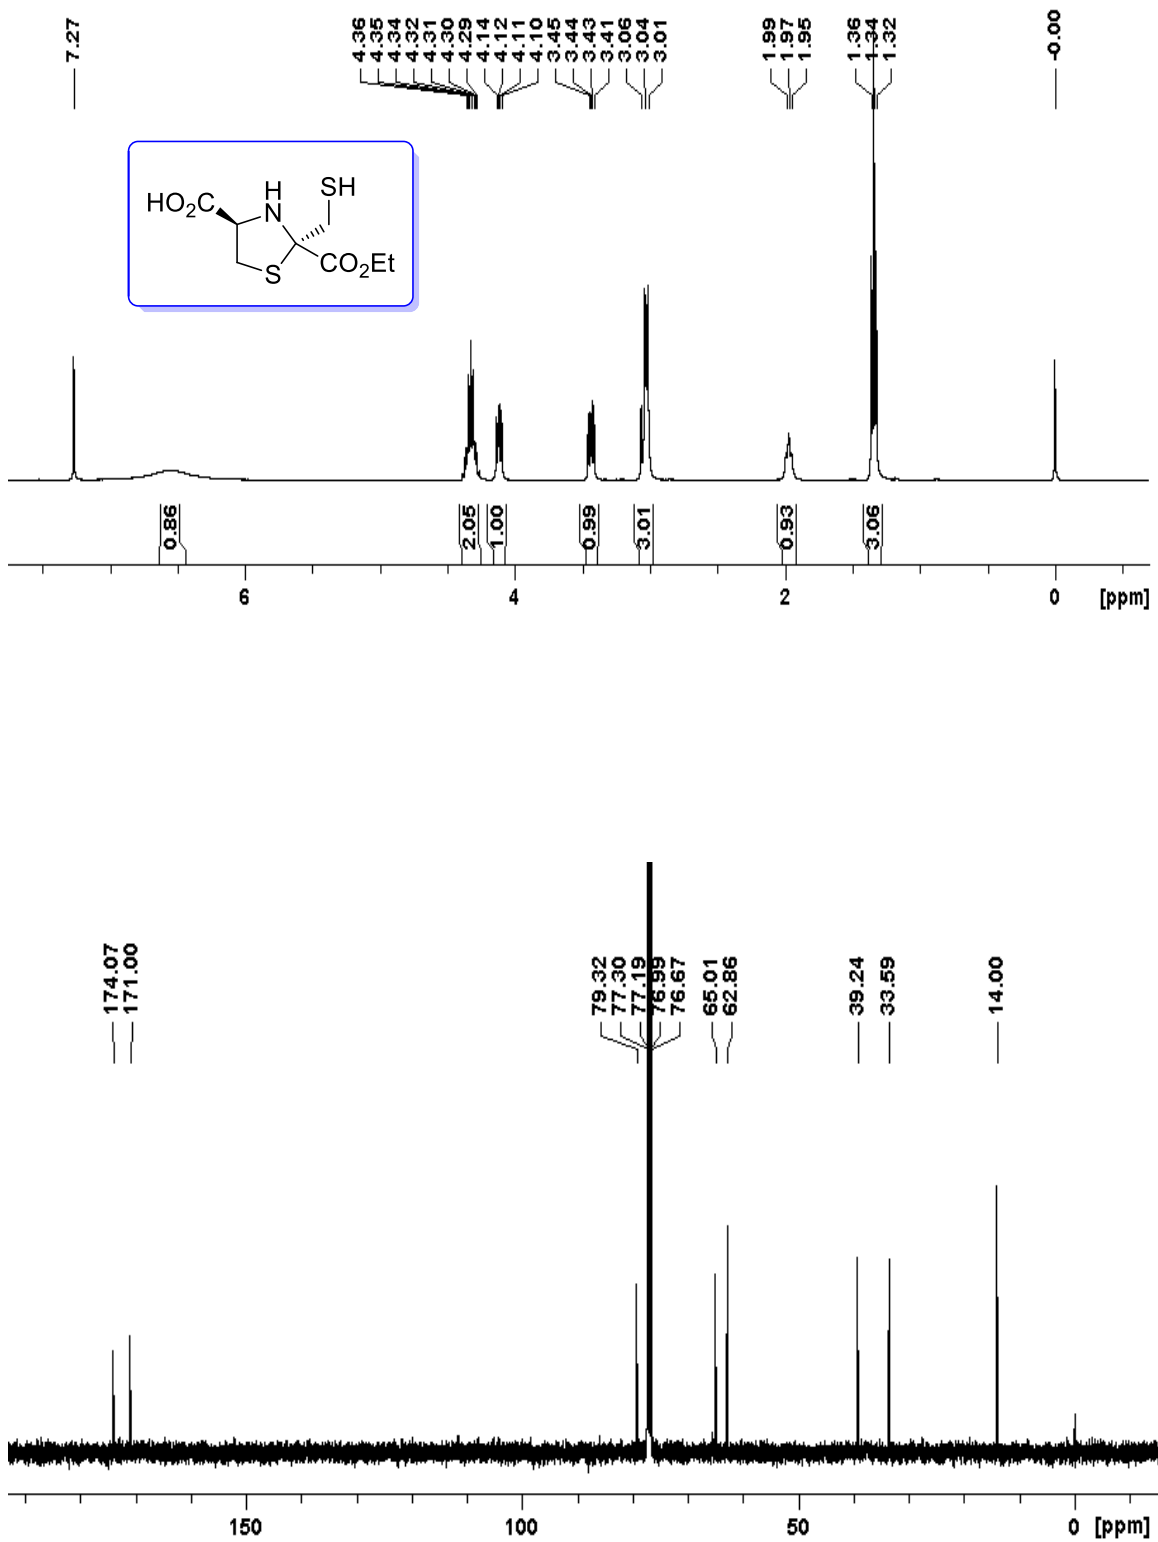 7.27 4.36 4.35 4.34 4.32 4.31 4.30 4.29 4.14 4.12 4.11 4.10 3.45 3.44 3.43 3.41 3.06 3.04 3.01 1.99 1.97 1.95 1.36 1.34 1.32 -0.00
SH
H
HO2C N
S CO2Et
0.86 2.05 1.00 0.99 3.01 0.93 3.06
6 4 2 0 [ppm]
174.07 171.00 79.32 77.30 77.19 76.99 76.67 65.01 62.86 39.24 33.59 14.00
150 100 50 0 [ppm]